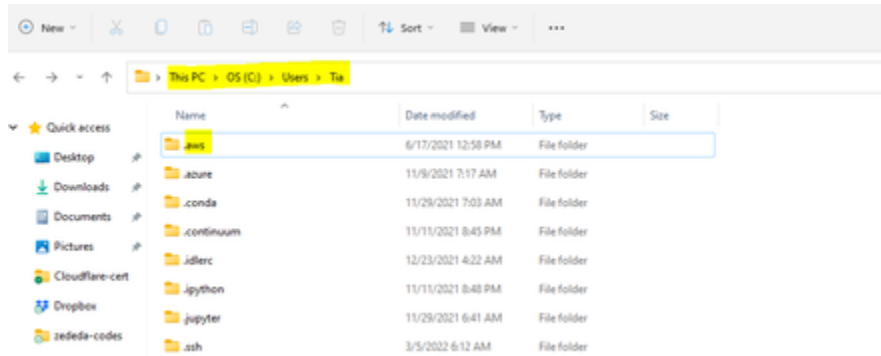 New Sort View ...
This PC > OS (C:) > Users > Tia
Name Date modified Type Size
Quick access
.aws 6/17/2021 12:58 PM File folder
Desktop
.azure 11/9/2021 7:17 AM File folder
Downloads
.conda 11/29/2021 7:03 AM File folder
Documents
.continuum 11/11/2021 8:45 PM File folder
Pictures
.idlerc 12/23/2021 4:22 AM File folder
Cloudflare-cert
.ipython 11/11/2021 8:48 PM File folder
Dropbox
.jupyter 11/29/2021 6:41 AM File folder
zededa-codes
.ssh 3/5/2022 6:12 AM File folder